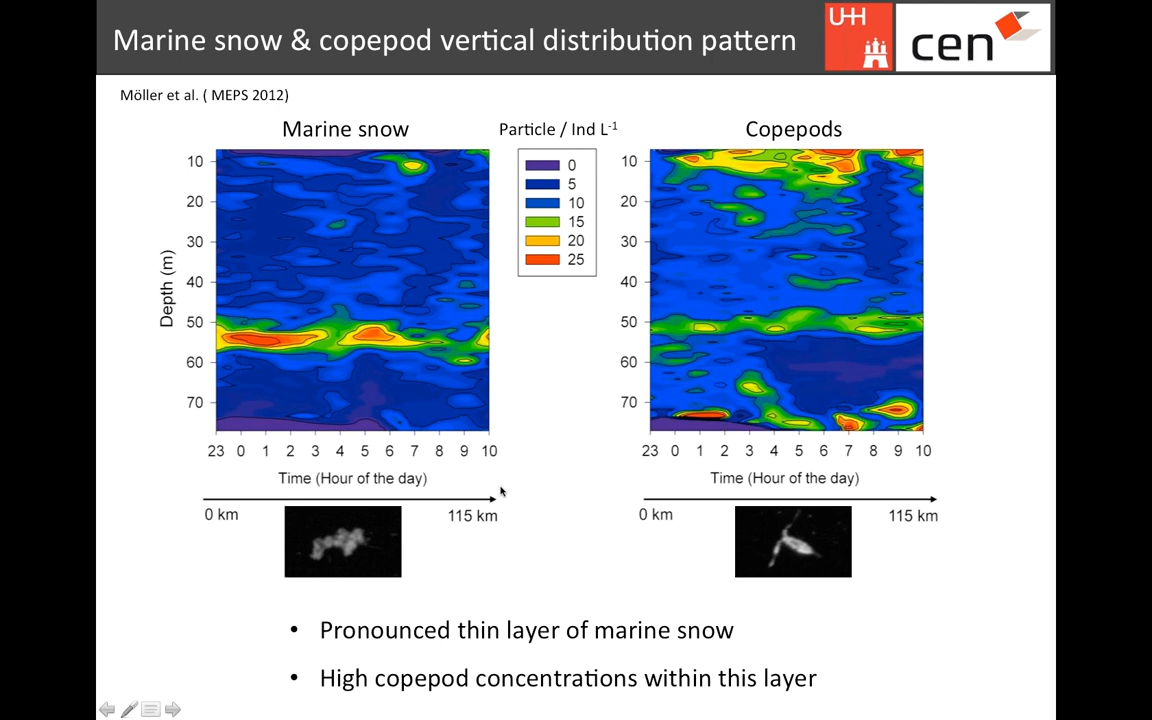 Marine snow & copepod vertical distribution pattern
UH
cen
Möller et al. ( MEPS 2012)
Marine snow
Particle / Ind L-1
Copepods
0
5
10
15
20
25
Depth (m)
10
20
30
40
50
60
70
23 0 1 2 3 4 5 6 7 8 9 10
Time (Hour of the day)
0 km 115 km
10
20
30
40
50
60
70
23 0 1 2 3 4 5 6 7 8 9 10
Time (Hour of the day)
0 km 115 km
• Pronounced thin layer of marine snow
• High copepod concentrations within this layer